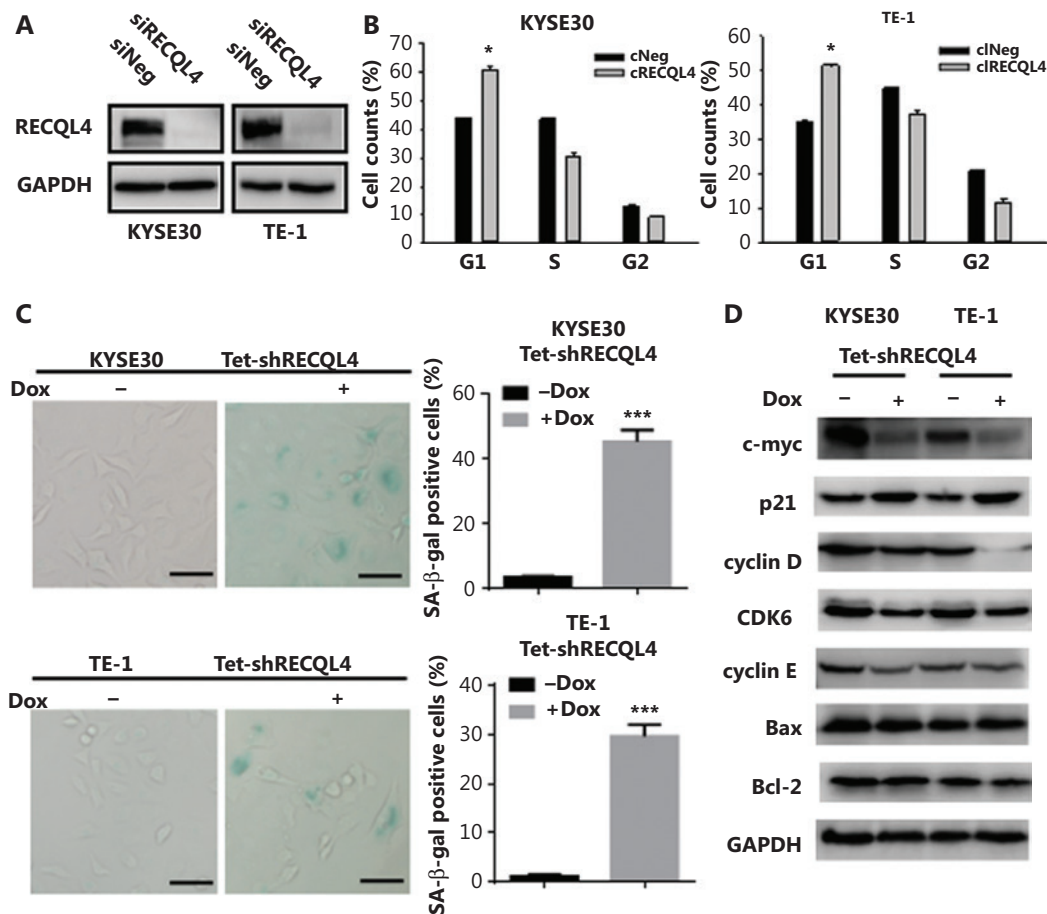 A
siNeg
siRECQL4
siNeg
siRECQL4
RECQL4
GAPDH
KYSE30
TE-1
B
KYSE30
cNeg
cRECQL4
Cell counts (%)
70
60
50
40
30
20
10
0
*
G1
S
G2
TE-1
clNeg
clRECQL4
Cell counts (%)
60
50
40
30
20
10
0
*
G1
S
G2
C
KYSE30
Tet-shRECQL4
Dox
–
+
KYSE30
Tet-shRECQL4
SA-β-gal positive cells (%)
60
40
20
0
–Dox
+Dox
***
TE-1
Tet-shRECQL4
Dox
–
+
TE-1
Tet-shRECQL4
SA-β-gal positive cells (%)
40
30
20
10
0
–Dox
+Dox
***
D
KYSE30
TE-1
Tet-shRECQL4
Dox
–
+
–
+
c-myc
p21
cyclin D
CDK6
cyclin E
Bax
Bcl-2
GAPDH